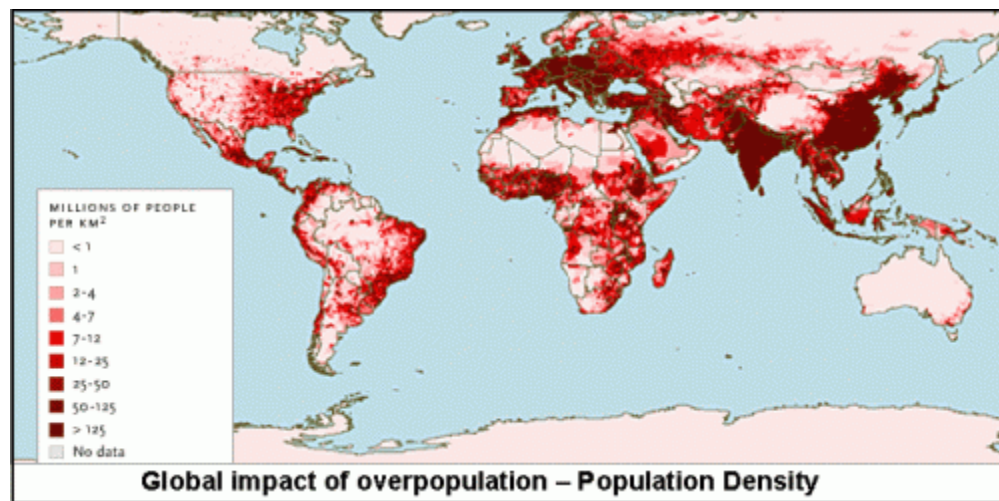 MILLIONS OF PEOPLE
PER KM²
< 1
1
2-4
4-7
7-12
12-25
25-50
50-125
> 125
No data
Global impact of overpopulation – Population Density